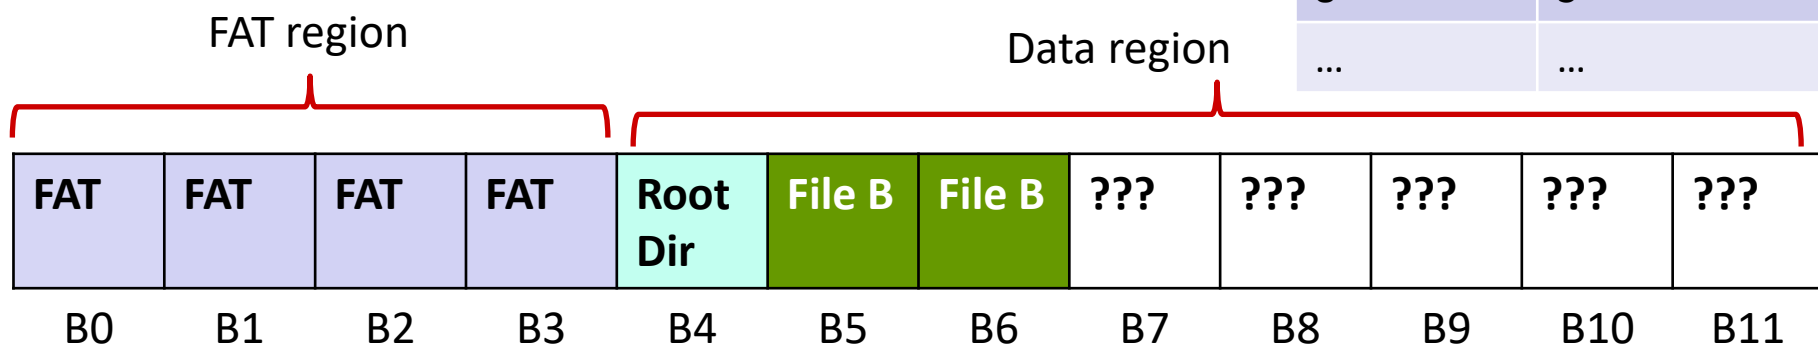 FAT region
Data region
... ...
FAT FAT FAT FAT Root Dir File B File B ??? ??? ??? ??? ???
B0 B1 B2 B3 B4 B5 B6 B7 B8 B9 B10 B11